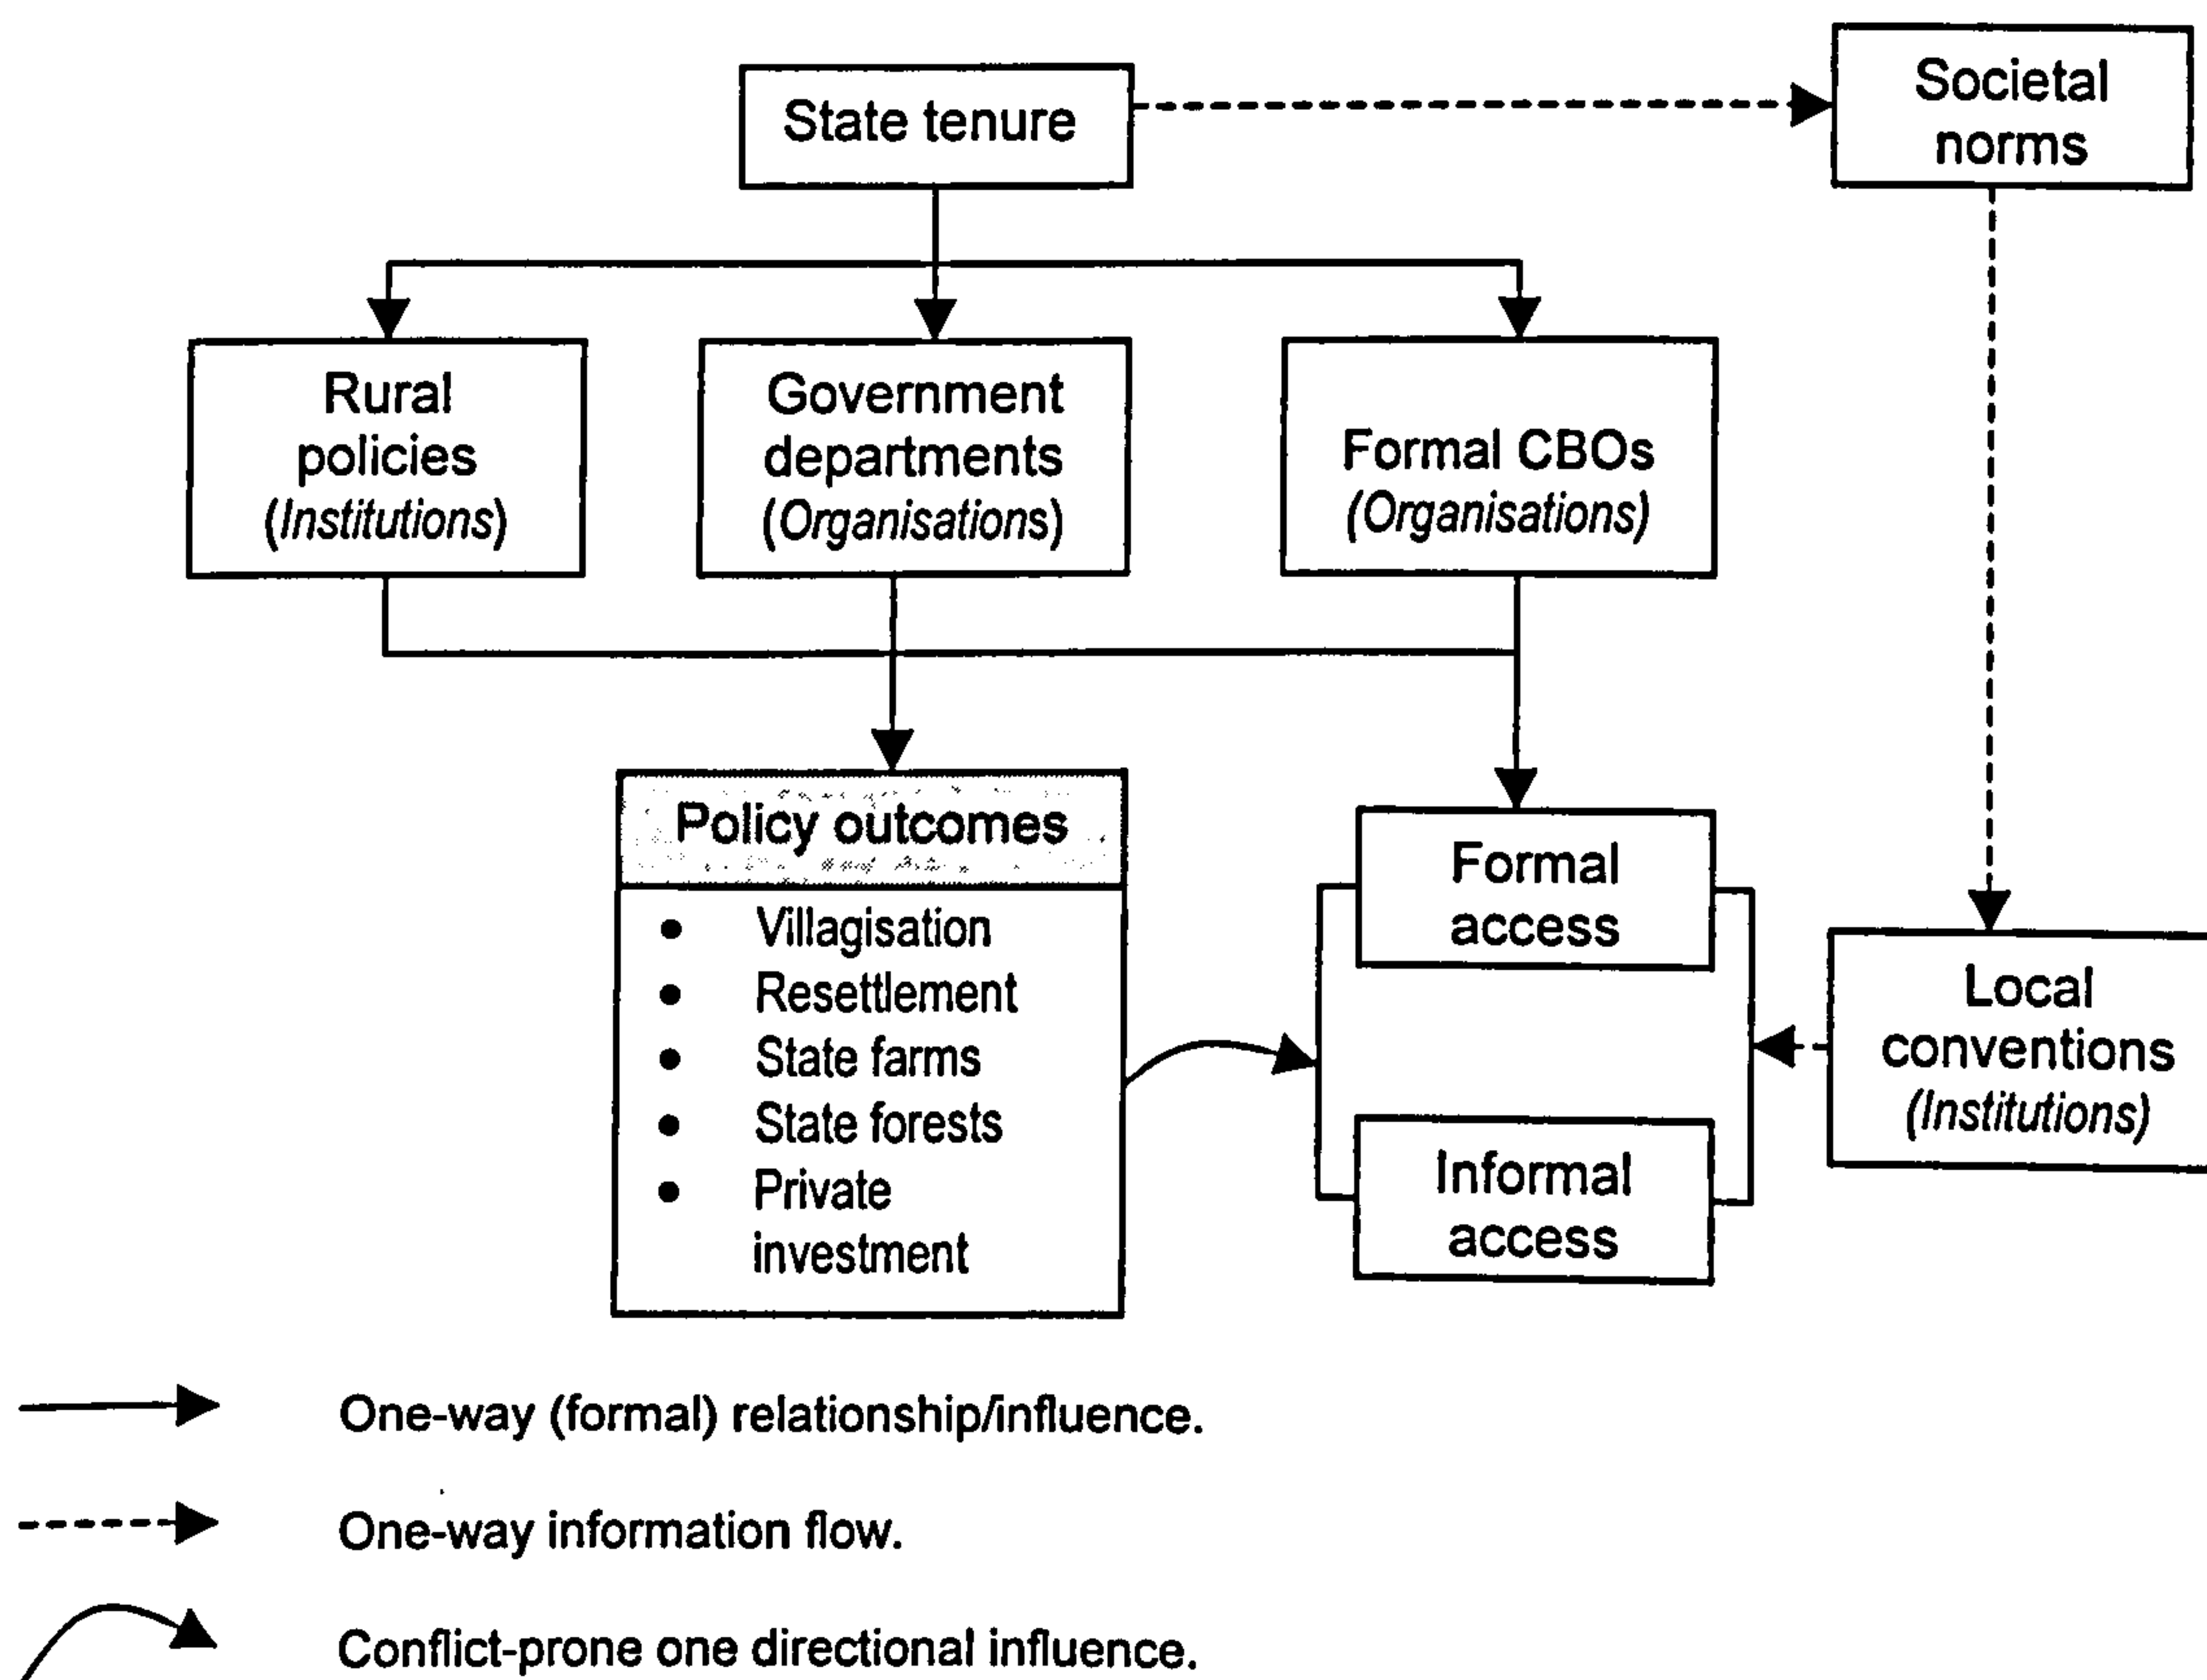 State tenure
Societal
norms
Rural
policies
(Institutions)
Government
departments
(Organisations)
Formal CBOs
(Organisations)
Policy outcomes
• Villagisation
• Resettlement
• State farms
• State forests
• Private
investment
Formal
access
Informal
access
Local
conventions
(Institutions)
One-way (formal) relationship/influence.
One-way information flow.
Conflict-prone one directional influence.